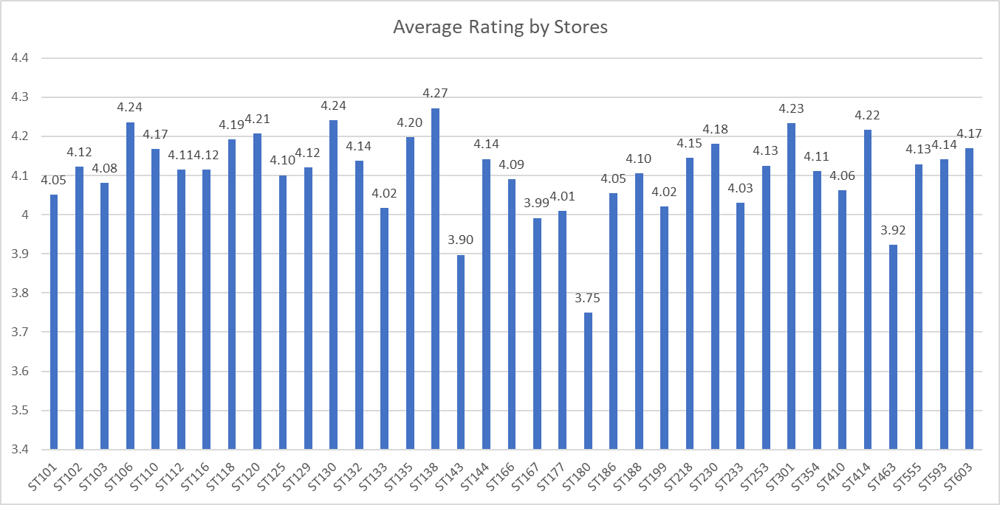 Average Rating by Stores
4.4
4.3
4.2
4.1
4
3.9
3.8
3.7
3.6
3.5
3.4
4.05
4.12
4.08
4.24
4.17
4.11
4.12
4.19
4.21
4.10
4.12
4.24
4.14
4.02
4.20
4.27
3.90
4.14
4.09
3.99
4.01
3.75
4.05
4.10
4.02
4.15
4.18
4.03
4.13
4.23
4.11
4.06
4.22
3.92
4.13
4.14
4.17
ST101
ST102
ST103
ST106
ST110
ST112
ST116
ST118
ST120
ST125
ST129
ST130
ST132
ST133
ST135
ST138
ST143
ST144
ST166
ST167
ST177
ST180
ST186
ST188
ST199
ST218
ST230
ST233
ST253
ST301
ST354
ST410
ST414
ST463
ST555
ST593
ST603